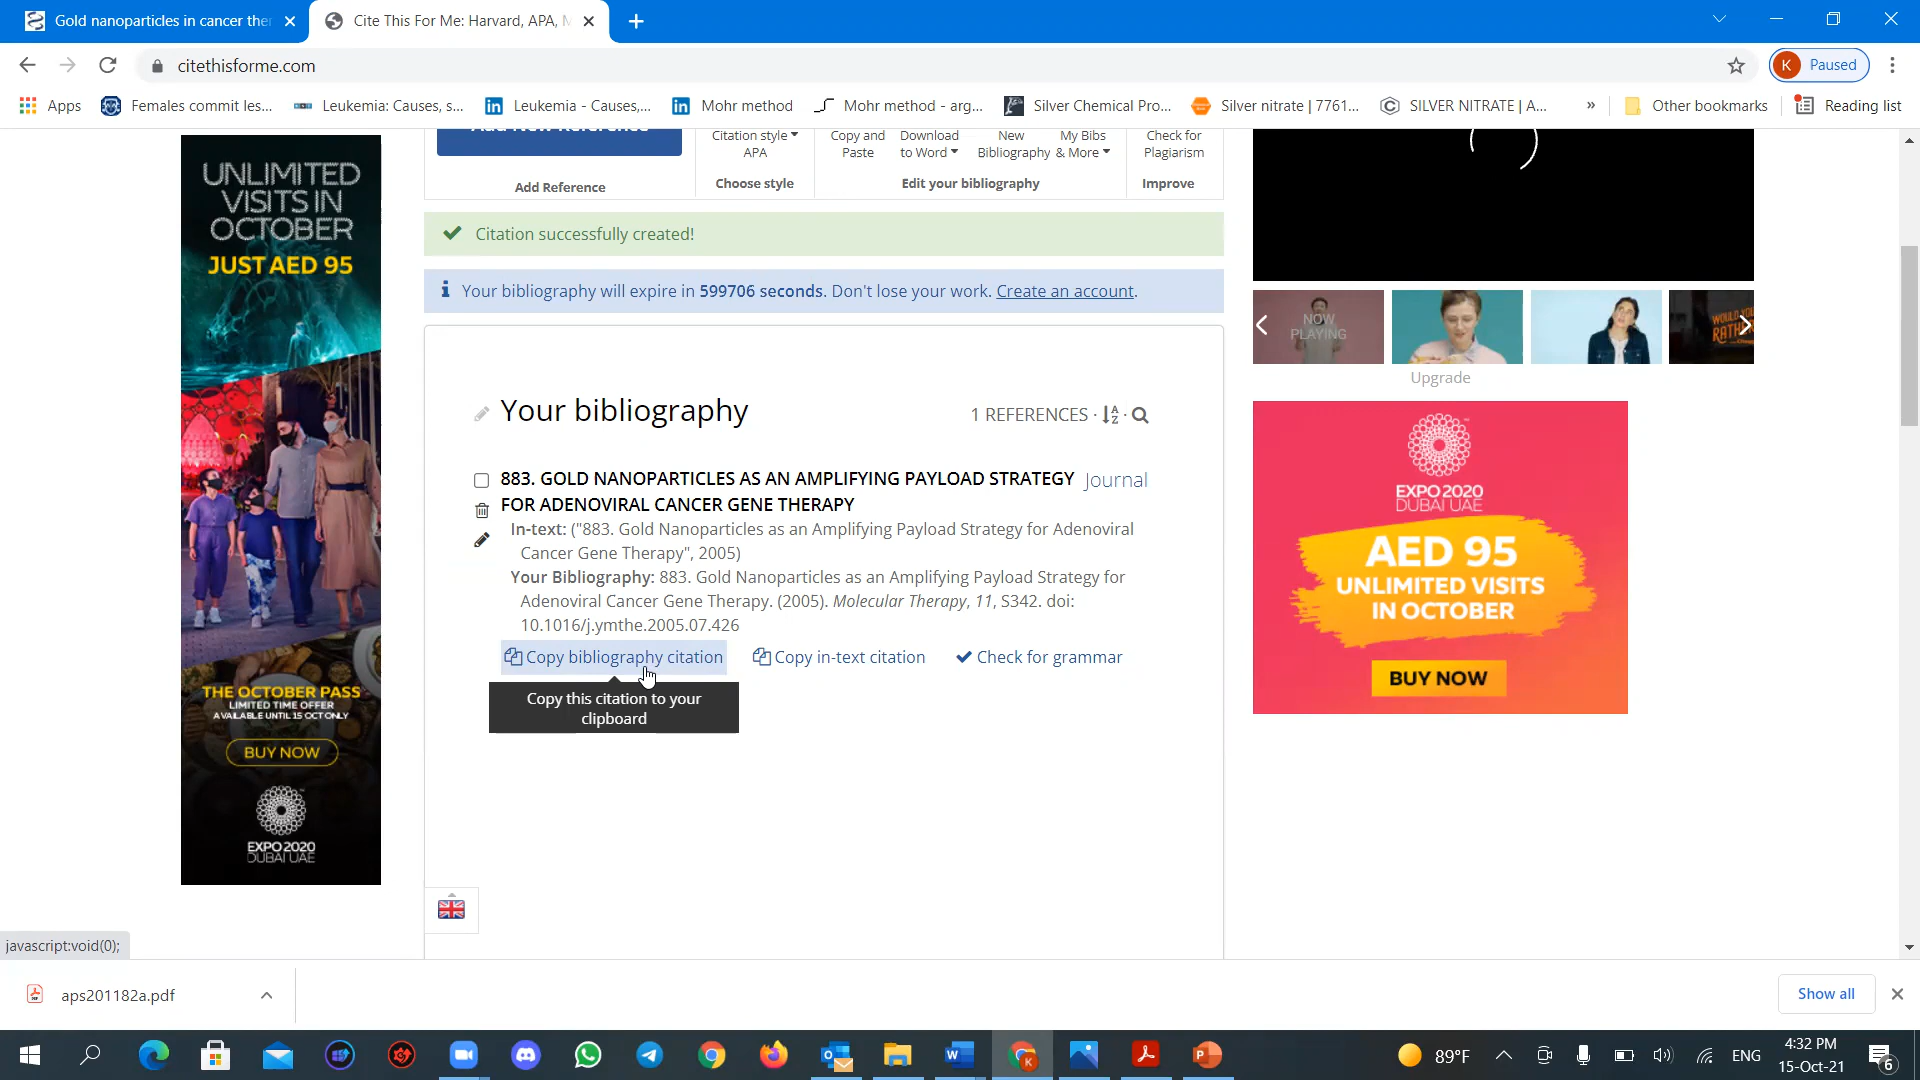 Gold nanoparticles in cancer the
Cite This For Me: Harvard, APA, M
citethisforme.com
K Paused
Apps
Females commit les...
Leukemia: Causes, s...
Leukemia - Causes,...
Mohr method
Mohr method - arg...
Silver Chemical Pro...
Silver nitrate | 7761...
SILVER NITRATE | A...
»
Other bookmarks
Reading list
UNLIMITED
VISITS IN
OCTOBER
JUST AED 95
THE OCTOBER PASS
LIMITED TIME OFFER
AVAILABLE UNTIL 15 OCT ONLY
BUY NOW
EXPO 2020
DUBAI UAE
Add New Reference
Add Reference
Citation style
APA
Choose style
Copy and
Paste
Download
to Word
New
Bibliography
My Bibs
& More
Edit your bibliography
Check for
Plagiarism
Improve
Citation successfully created!
Your bibliography will expire in 599706 seconds. Don't lose your work. Create an account.
Your bibliography
1 REFERENCES
883. GOLD NANOPARTICLES AS AN AMPLIFYING PAYLOAD STRATEGY
FOR ADENOVIRAL CANCER GENE THERAPY
Journal
In-text: ("883. Gold Nanoparticles as an Amplifying Payload Strategy for Adenoviral
Cancer Gene Therapy", 2005)
Your Bibliography: 883. Gold Nanoparticles as an Amplifying Payload Strategy for
Adenoviral Cancer Gene Therapy. (2005). Molecular Therapy, 11, S342. doi:
10.1016/j.ymthe.2005.07.426
Copy bibliography citation
Copy in-text citation
Check for grammar
Copy this citation to your
clipboard
NOW
PLAYING
WOULD YOU
RATHER
Upgrade
EXPO 2020
DUBAI UAE
AED 95
UNLIMITED VISITS
IN OCTOBER
BUY NOW
javascript:void(0);
aps201182a.pdf
Show all
89°F
ENG
4:32 PM
15-Oct-21
6